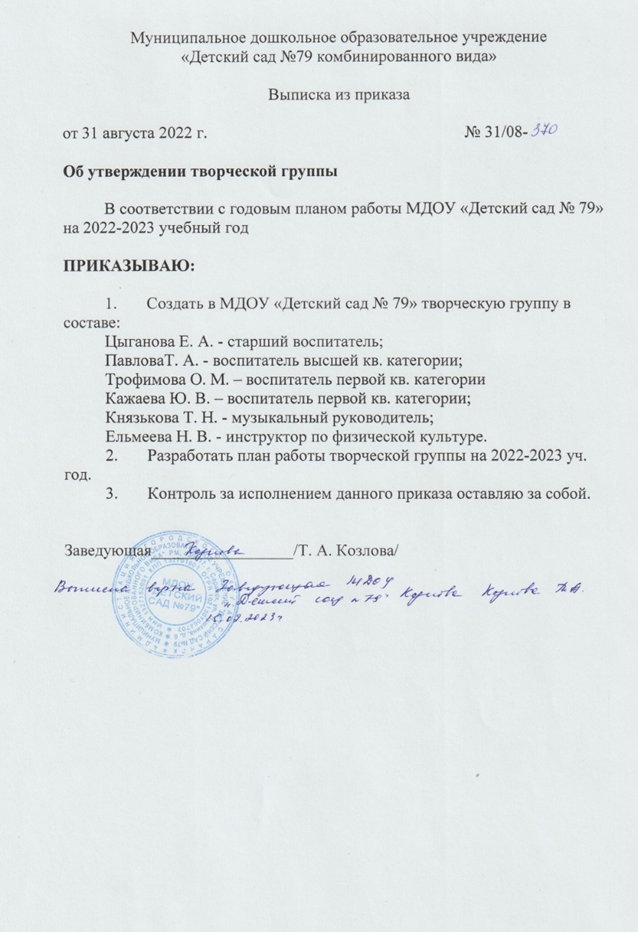 Муниципальное дошкольное образовательное учреждение
«Детский сад №79 комбинированного вида»
Выписка из приказа
от 31 августа 2022 г. № 31/08-370
Об утверждении творческой группы
В соответствии с годовым планом работы МДОУ «Детский сад № 79»
на 2022-2023 учебный год
ПРИКАЗЫВАЮ:
1. Создать в МДОУ «Детский сад № 79» творческую группу в
составе:
Цыганова Е. А. - старший воспитатель;
ПавловаТ. А. - воспитатель высшей кв. категории;
Трофимова О. М. – воспитатель первой кв. категории
Кажаева Ю. В. – воспитатель первой кв. категории;
Князькова Т. Н. - музыкальный руководитель;
Ельмеева Н. В. - инструктор по физической культуре.
2. Разработать план работы творческой группы на 2022-2023 уч.
год.
3. Контроль за исполнением данного приказа оставляю за собой.
Заведующая /Т. А. Козлова/
Выписка верна Заведующая МДОУ
"Детский сад №79" Козлова Т.А.
МДОУ
"ДЕТСКИЙ
САД №79"